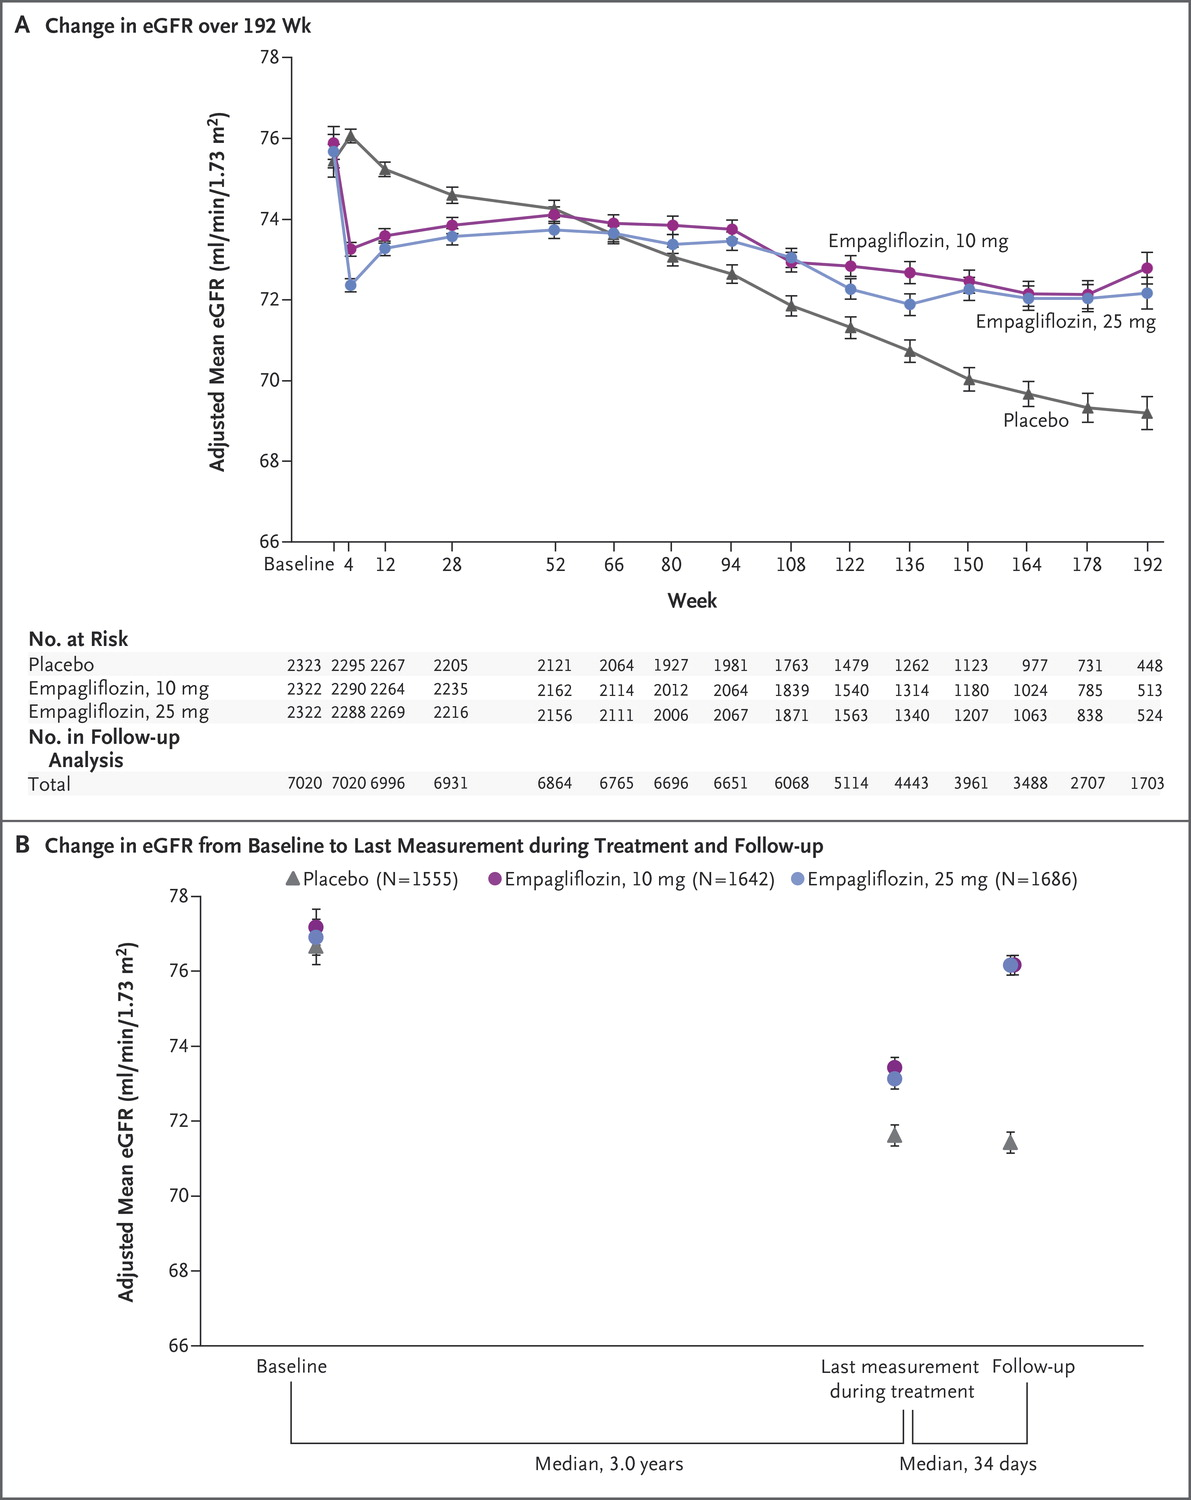 A Change in eGFR over 192 Wk
Adjusted Mean eGFR (ml/min/1.73 m²)
78
76
74
72
70
68
66
Empagliflozin, 10 mg
Empagliflozin, 25 mg
Placebo
Baseline 4 12 28 52 66 80 94 108 122 136 150 164 178 192
Week
No. at Risk
Placebo 2323 2295 2267 2205 2121 2064 1927 1981 1763 1479 1262 1123 977 731 448
Empagliflozin, 10 mg 2322 2290 2264 2235 2162 2114 2012 2064 1839 1540 1314 1180 1024 785 513
Empagliflozin, 25 mg 2322 2288 2269 2216 2156 2111 2006 2067 1871 1563 1340 1207 1063 838 524
No. in Follow-up
Analysis
Total 7020 7020 6996 6931 6864 6765 6696 6651 6068 5114 4443 3961 3488 2707 1703
B Change in eGFR from Baseline to Last Measurement during Treatment and Follow-up
Placebo (N=1555) Empagliflozin, 10 mg (N=1642) Empagliflozin, 25 mg (N=1686)
Adjusted Mean eGFR (ml/min/1.73 m²)
78
76
74
72
70
68
66
Baseline Last measurement Follow-up
during treatment
Median, 3.0 years Median, 34 days